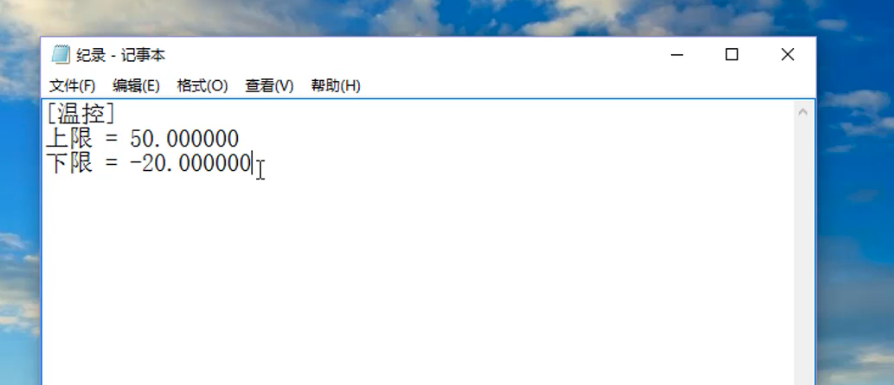 纪录 - 记事本
文件(F) 编辑(E) 格式(O) 查看(V) 帮助(H)
[温控]
上限 = 50.000000
下限 = -20.000000